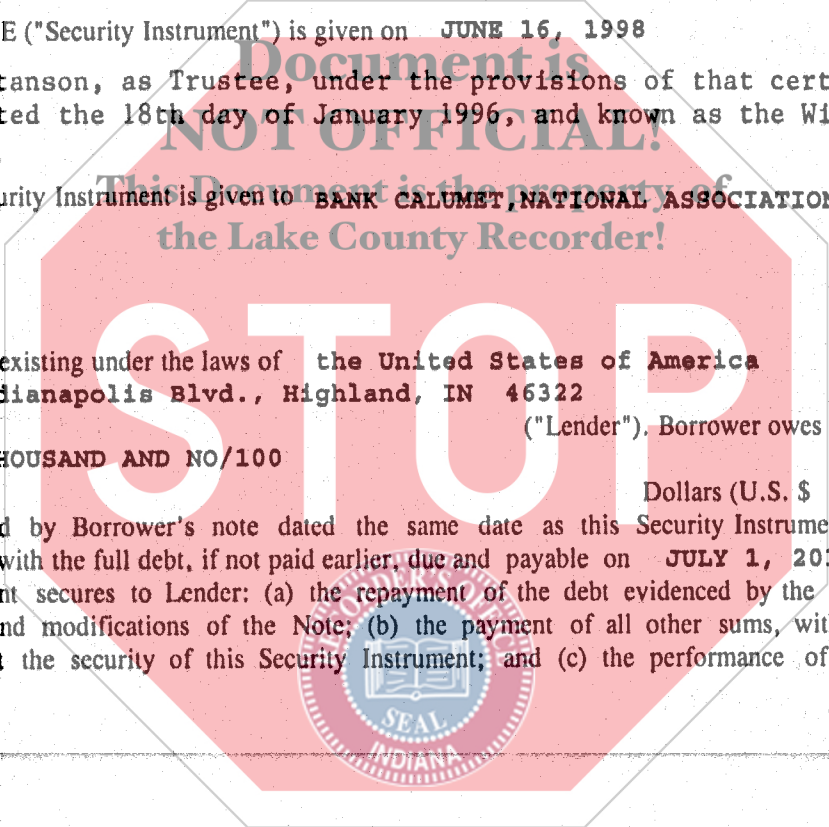 E ("Security Instrument") is given on JUNE 16, 1998
Document is
tanson, as Trustee, under the provisions of that cert
ted the 18th day of January 1996, and known as the Wi
NOT OFFICIAL!
This Document is the property of
urity Instrument is given to BANK CALUMET, NATIONAL ASSOCIATION
the Lake County Recorder!
STOP
existing under the laws of the United States of America
dianapolis Blvd., Highland, IN 46322
("Lender"). Borrower owes
HOUSAND AND NO/100
Dollars (U.S. $
d by Borrower's note dated the same date as this Security Instrume
with the full debt, if not paid earlier, due and payable on JULY 1, 201
nt secures to Lender: (a) the repayment of the debt evidenced by the
nd modifications of the Note; (b) the payment of all other sums, wit
t the security of this Security Instrument; and (c) the performance of
RECORDER'S OFFICE
SEAL
INDIANA